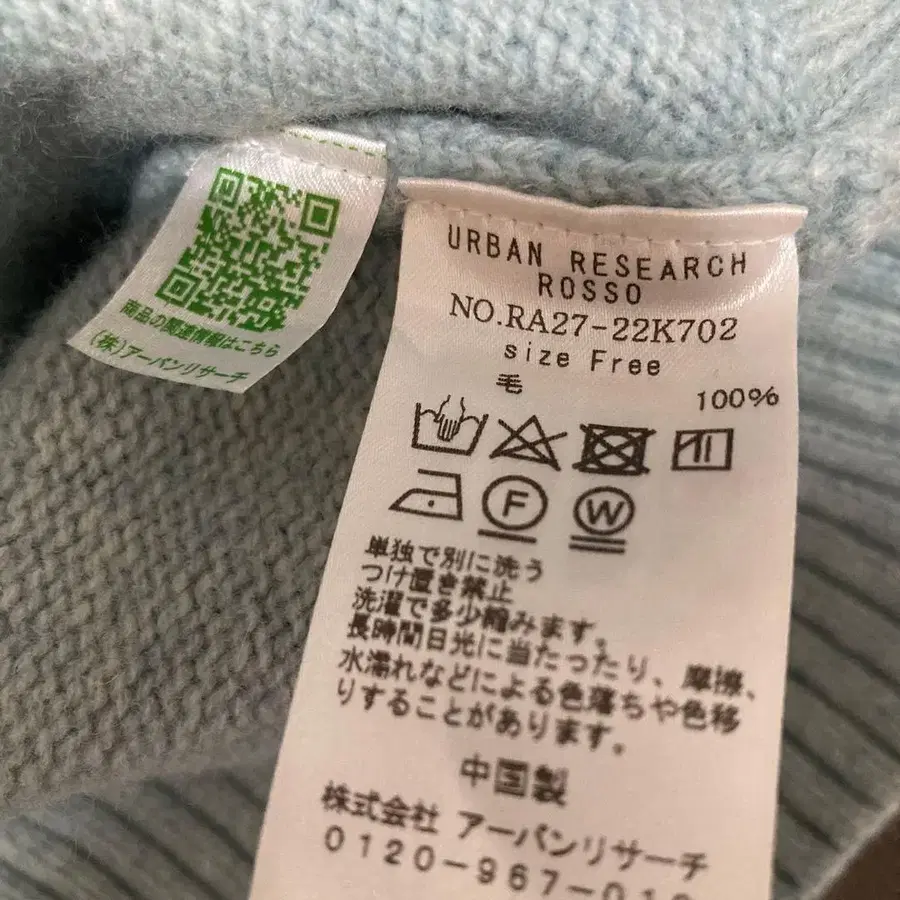 商品の関連情報はこちら
(株)アーバンリサーチ
URBAN RESEARCH
ROSSO
NO.RA27-22K702
size Free
毛 100%
F W
単独で別に洗う
つけ置き禁止
洗濯で多少縮みます。
長時間日光に当たったり、摩擦、
水濡れなどによる色落ちや色移
りすることがあります。
中国製
株式会社 アーバンリサーチ
0120-967-01